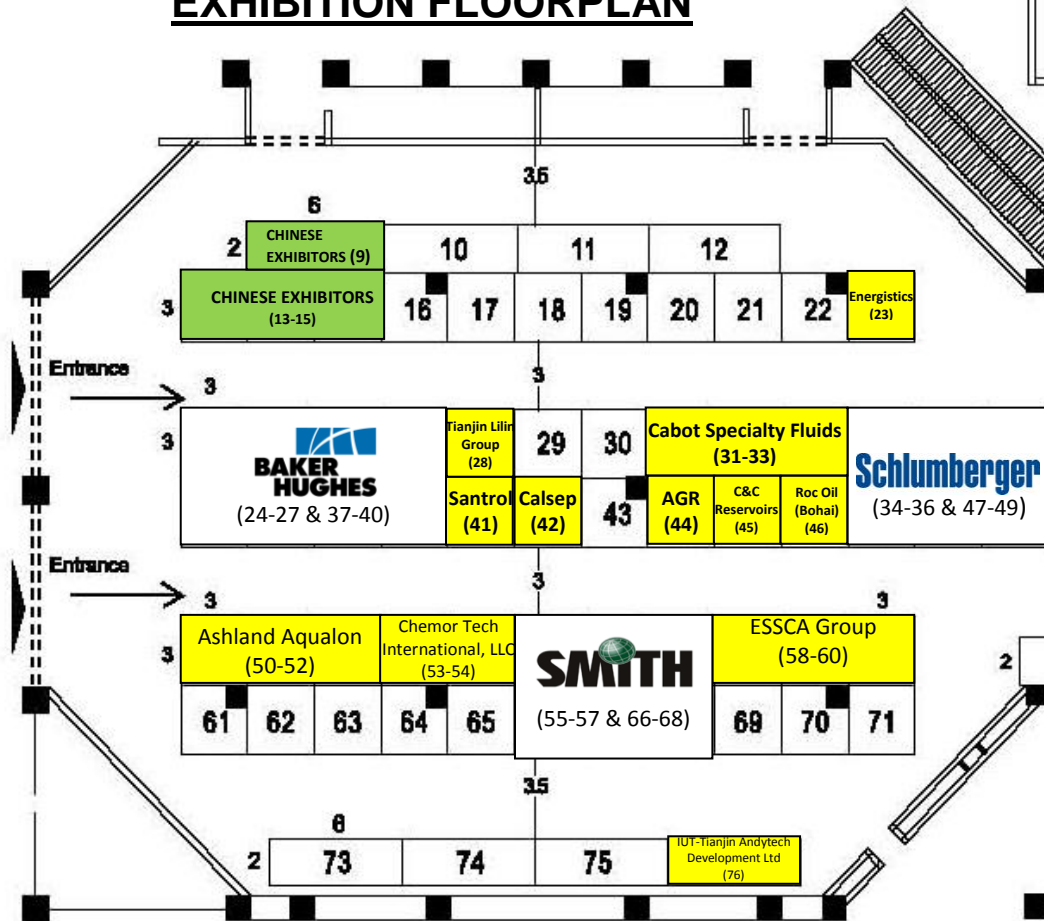 EXHIBITION FLOORPLAN
3.5
6
2
CHINESE
EXHIBITORS (9)
10
11
12
3
CHINESE EXHIBITORS
(13-15)
16
17
18
19
20
21
22
Energistics
(23)
Entrance
3
3
3
BAKER
HUGHES
(24-27 & 37-40)
Tianjin Lilin
Group
(28)
29
30
Cabot Specialty Fluids
(31-33)
Schlumberger
(34-36 & 47-49)
Santrol
(41)
Calsep
(42)
43
AGR
(44)
C&C
Reservoirs
(45)
Roc Oil
(Bohai)
(46)
Entrance
3
3
3
3
Ashland Aqualon
(50-52)
Chemor Tech
International, LLC
(53-54)
SMITH
(55-57 & 66-68)
ESSCA Group
(58-60)
2
61
62
63
64
65
69
70
71
3.5
6
2
73
74
75
IUT-Tianjin Andytech
Development Ltd
(76)